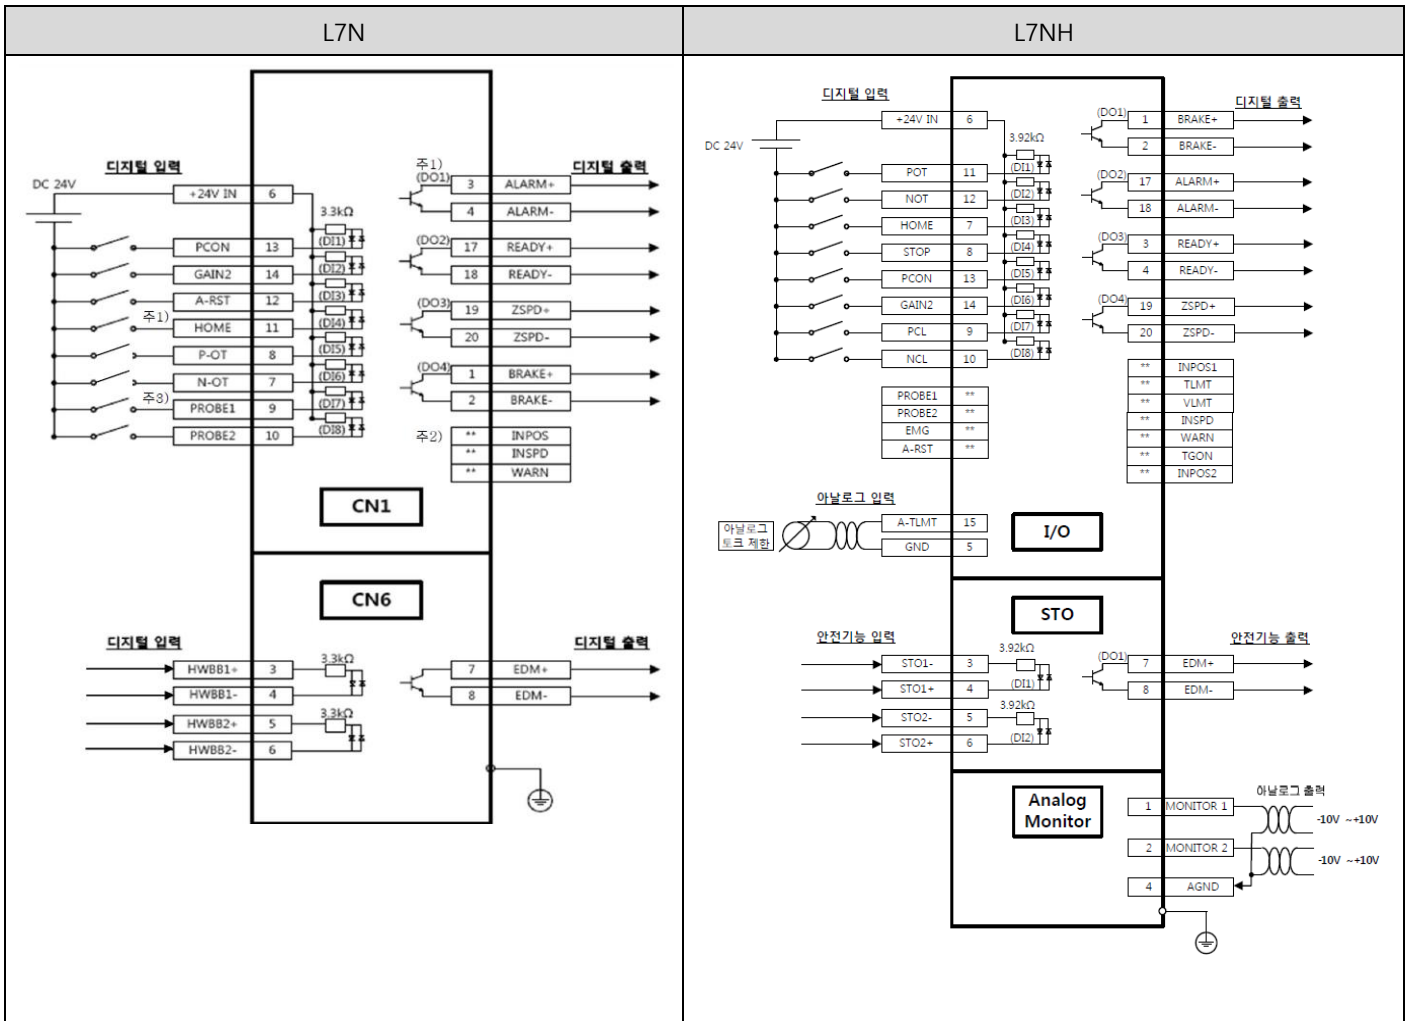 L7N
디지털 입력
DC 24V
+24V IN 6
3.3kΩ
PCON 13 (DI1)
GAIN2 14 (DI2)
A-RST 12 (DI3)
주1) HOME 11 (DI4)
P-OT 8 (DI5)
N-OT 7 (DI6)
주3) PROBE1 9 (DI7)
PROBE2 10 (DI8)
주1)
디지털 출력
(DO1) 3 ALARM+
4 ALARM-
(DO2) 17 READY+
18 READY-
(DO3) 19 ZSPD+
20 ZSPD-
(DO4) 1 BRAKE+
2 BRAKE-
주2) ** INPOS
** INSPD
** WARN
CN1
CN6
디지털 입력
HWBB1+ 3 3.3kΩ
HWBB1- 4
HWBB2+ 5 3.3kΩ
HWBB2- 6
디지털 출력
7 EDM+
8 EDM-
L7NH
디지털 입력
DC 24V
+24V IN 6
3.92kΩ
POT 11 (DI1)
NOT 12 (DI2)
HOME 7 (DI3)
STOP 8 (DI4)
PCON 13 (DI5)
GAIN2 14 (DI6)
PCL 9 (DI7)
NCL 10 (DI8)
PROBE1 **
PROBE2 **
EMG **
A-RST **
디지털 출력
(DO1) 1 BRAKE+
2 BRAKE-
(DO2) 17 ALARM+
18 ALARM-
(DO3) 3 READY+
4 READY-
(DO4) 19 ZSPD+
20 ZSPD-
** INPOS1
** TLMT
** VLMT
** INSPD
** WARN
** TGON
** INPOS2
아날로그 입력
아날로그
토크 제한
A-TLMT 15
GND 5
I/O
STO
안전기능 입력
STO1- 3 3.92kΩ
STO1+ 4 (DI1)
STO2- 5 3.92kΩ
STO2+ 6 (DI2)
안전기능 출력
(DO1) 7 EDM+
8 EDM-
Analog
Monitor
아날로그 출력
1 MONITOR 1 -10V ~+10V
2 MONITOR 2 -10V ~+10V
4 AGND